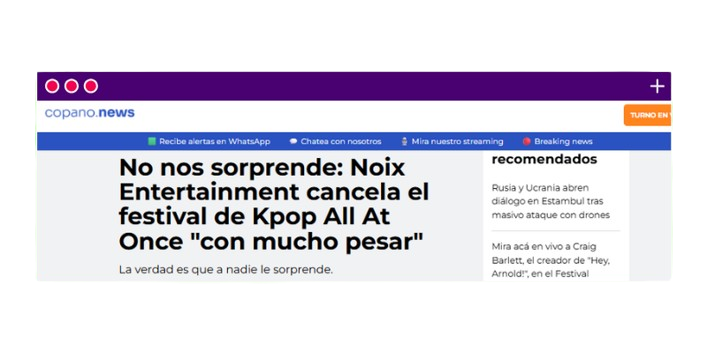 copano.news
TURNO EN
Recibe alertas en WhatsApp
Chatea con nosotros
Mira nuestro streaming
Breaking news
No nos sorprende: Noix
Entertainment cancela el
festival de Kpop All At
Once "con mucho pesar"
La verdad es que a nadie le sorprende.
recomendados
Rusia y Ucrania abren
diálogo en Estambul tras
masivo ataque con drones
Mira acá en vivo a Craig
Barlett, el creador de "Hey,
Arnold!", en el Festival